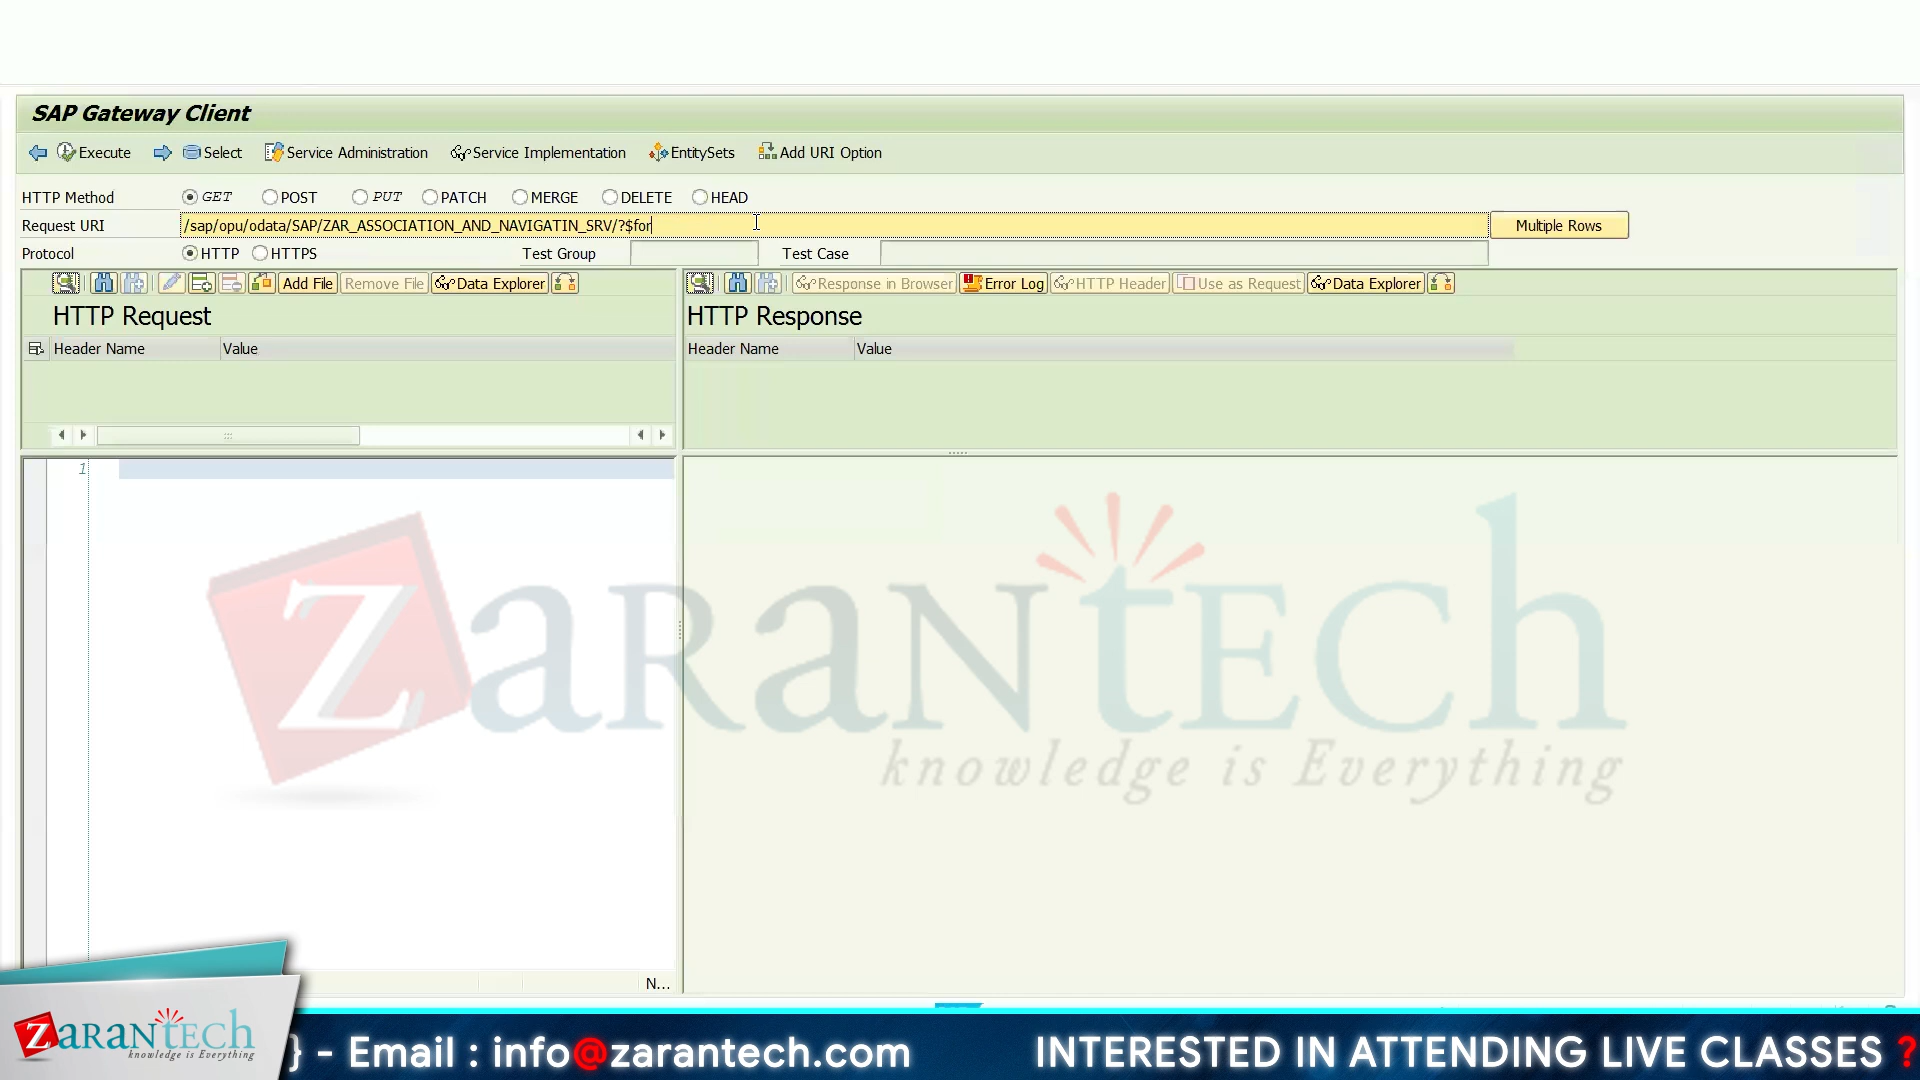 SAP Gateway Client
Execute Select Service Administration Service Implementation EntitySets Add URI Option
HTTP Method GET POST PUT PATCH MERGE DELETE HEAD
Request URI /sap/opu/odata/SAP/ZAR_ASSOCIATION_AND_NAVIGATIN_SRV/?$for Multiple Rows
Protocol HTTP HTTPS Test Group Test Case
Add File Remove File Data Explorer Response in Browser Error Log HTTP Header Use as Request Data Explorer
HTTP Request HTTP Response
Header Name Value Header Name Value
1
ZARANTECH
knowledge is Everything
N...
ZARANTECH
knowledge is Everything
} - Email : info@zarantech.com INTERESTED IN ATTENDING LIVE CLASSES ?